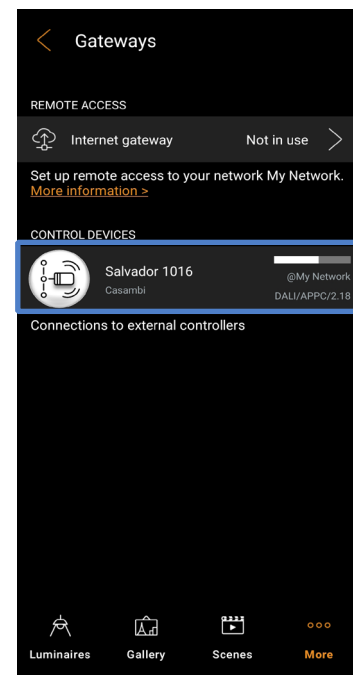 Gateways
REMOTE ACCESS
Internet gateway Not in use
Set up remote access to your network My Network.
More information >
CONTROL DEVICES
Salvador 1016
Casambi
@My Network
DALI/APPC/2.18
Connections to external controllers
Luminaires Gallery Scenes More